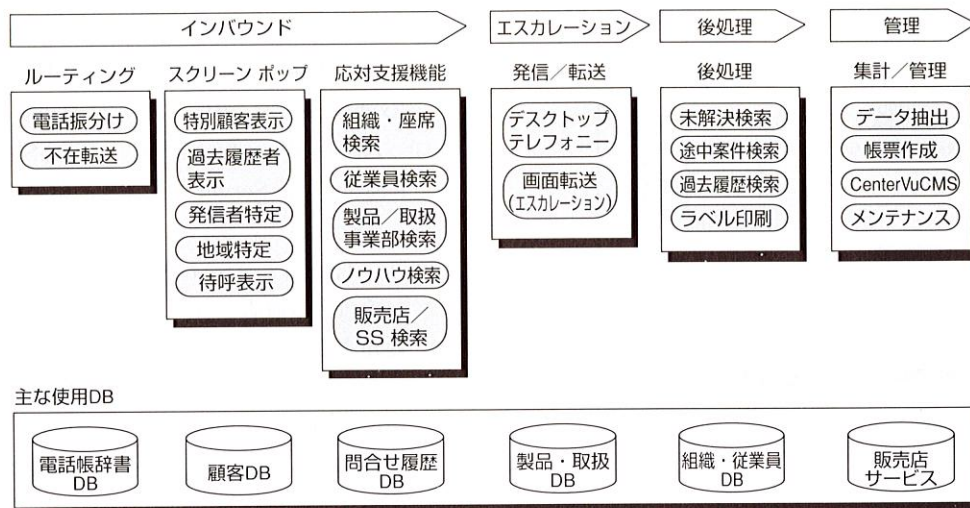 インバウンド
エスカレーション
後処理
管理
ルーティング
電話振分け
不在転送
スクリーン ポップ
特別顧客表示
過去履歴者
表示
発信者特定
地域特定
待呼表示
応対支援機能
組織・座席
検索
従業員検索
製品／取扱
事業部検索
ノウハウ検索
販売店／
SS 検索
発信／転送
デスクトップ
テレフォニー
画面転送
(エスカレーション)
後処理
未解決検索
途中案件検索
過去履歴検索
ラベル印刷
集計／管理
データ抽出
帳票作成
CenterVuCMS
メンテナンス
主な使用DB
電話帳辞書
DB
顧客DB
問合せ履歴
DB
製品・取扱
DB
組織・従業員
DB
販売店
サービス